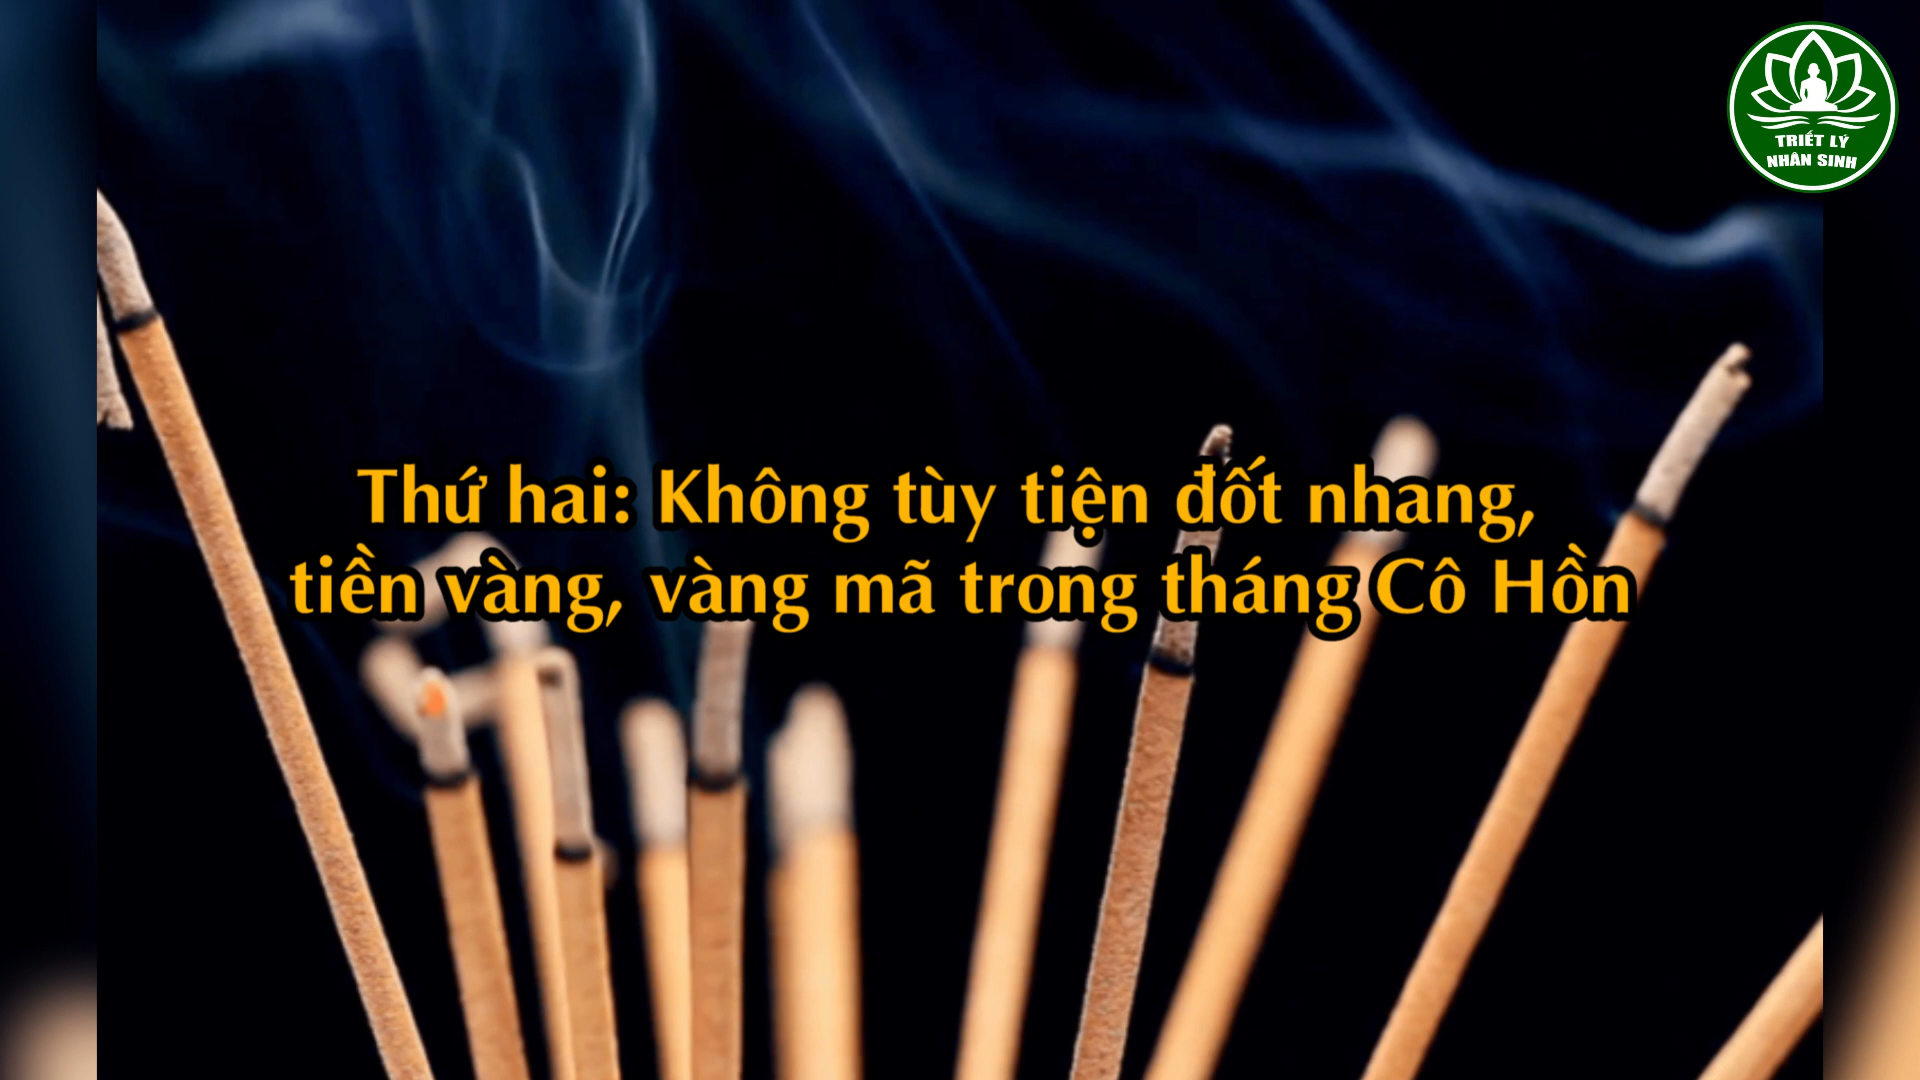 TRIẾT LÝ
NHÂN SINH
Thứ hai: Không tùy tiện đốt nhang,
tiền vàng, vàng mã trong tháng Cô Hồn